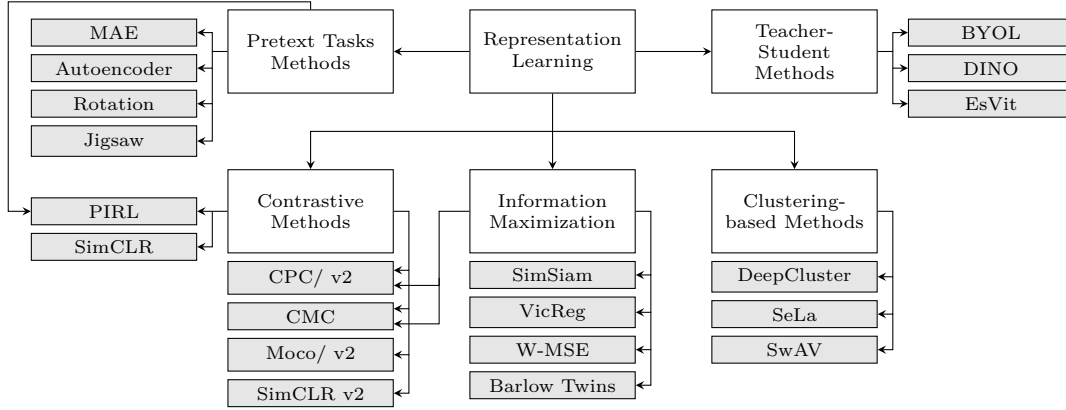 MAE
Autoencoder
Rotation
Jigsaw
Pretext Tasks
Methods
Representation
Learning
Teacher-
Student
Methods
BYOL
DINO
EsVit
PIRL
SimCLR
Contrastive
Methods
CPC/ v2
CMC
Moco/ v2
SimCLR v2
Information
Maximization
SimSiam
VicReg
W-MSE
Barlow Twins
Clustering-
based Methods
DeepCluster
SeLa
SwAV